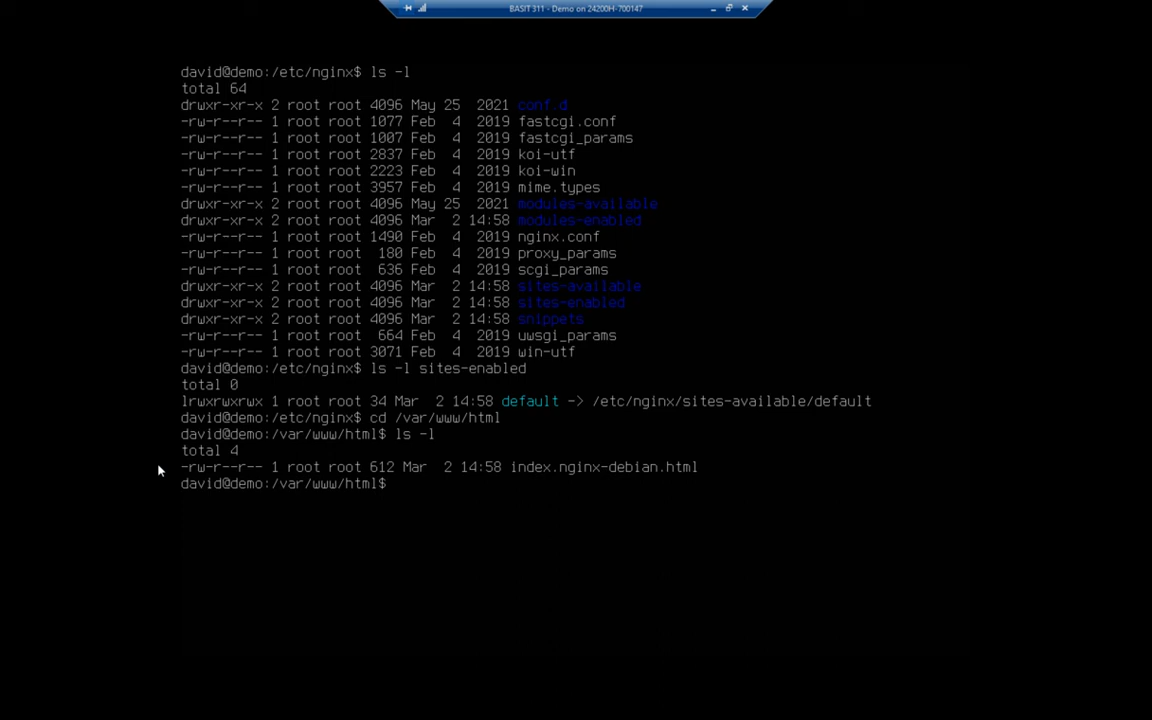 BASIT 311 - Demo on 24200H-700147
david@demo:/etc/nginx$ ls -l
total 64
drwxr-xr-x 2 root root 4096 May 25  2021 conf.d
-rw-r--r-- 1 root root 1077 Feb  4  2019 fastcgi.conf
-rw-r--r-- 1 root root 1007 Feb  4  2019 fastcgi_params
-rw-r--r-- 1 root root 2837 Feb  4  2019 koi-utf
-rw-r--r-- 1 root root 2223 Feb  4  2019 koi-win
-rw-r--r-- 1 root root 3957 Feb  4  2019 mime.types
drwxr-xr-x 2 root root 4096 May 25  2021 modules-available
drwxr-xr-x 2 root root 4096 Mar  2 14:58 modules-enabled
-rw-r--r-- 1 root root 1490 Feb  4  2019 nginx.conf
-rw-r--r-- 1 root root  180 Feb  4  2019 proxy_params
-rw-r--r-- 1 root root  636 Feb  4  2019 scgi_params
drwxr-xr-x 2 root root 4096 Mar  2 14:58 sites-available
drwxr-xr-x 2 root root 4096 Mar  2 14:58 sites-enabled
drwxr-xr-x 2 root root 4096 Mar  2 14:58 snippets
-rw-r--r-- 1 root root  664 Feb  4  2019 uwsgi_params
-rw-r--r-- 1 root root 3071 Feb  4  2019 win-utf
david@demo:/etc/nginx$ ls -l sites-enabled
total 0
lrwxrwxrwx 1 root root 34 Mar  2 14:58 default -> /etc/nginx/sites-available/default
david@demo:/etc/nginx$ cd /var/www/html
david@demo:/var/www/html$ ls -l
total 4
-rw-r--r-- 1 root root 612 Mar  2 14:58 index.nginx-debian.html
david@demo:/var/www/html$